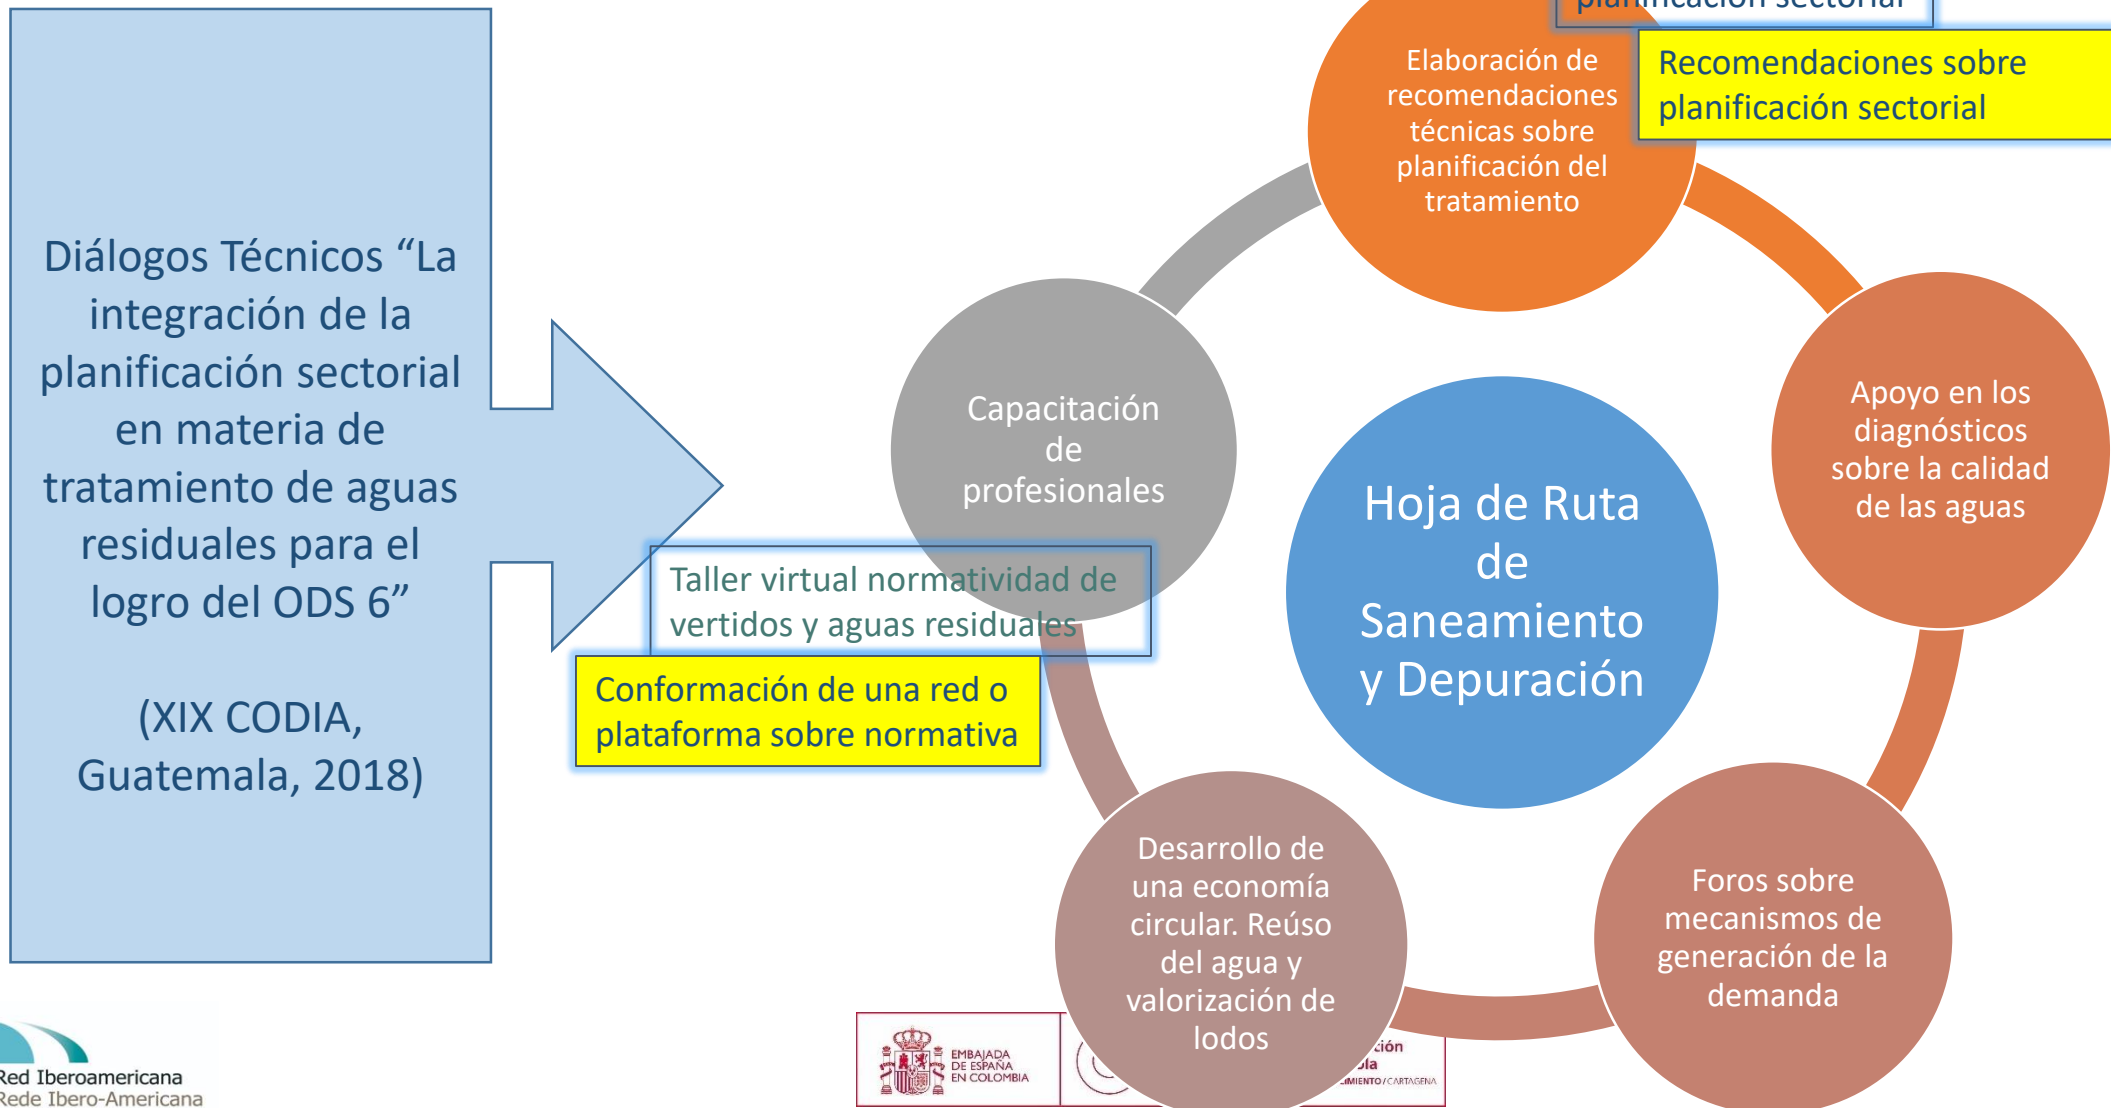 Diálogos Técnicos “La
integración de la
planificación sectorial
en materia de
tratamiento de aguas
residuales para el
logro del ODS 6”
(XIX CODIA,
Guatemala, 2018)
planificación sectorial
Recomendaciones sobre
planificación sectorial
Elaboración de
recomendaciones
técnicas sobre
planificación del
tratamiento
Apoyo en los
diagnósticos
sobre la calidad
de las aguas
Foros sobre
mecanismos de
generación de la
demanda
Desarrollo de
una economía
circular. Reúso
del agua y
valorización de
lodos
Capacitación
de
profesionales
Taller virtual normatividad de
vertidos y aguas residuales
Conformación de una red o
plataforma sobre normativa
Hoja de Ruta
de
Saneamiento
y Depuración
Red Iberoamericana
Rede Ibero-Americana
EMBAJADA
DE ESPAÑA
EN COLOMBIA
CARTAGENA